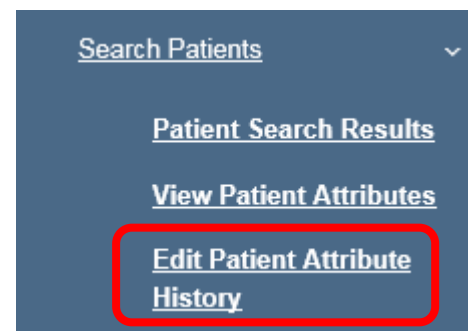 Search Patients
Patient Search Results
View Patient Attributes
Edit Patient Attribute
History